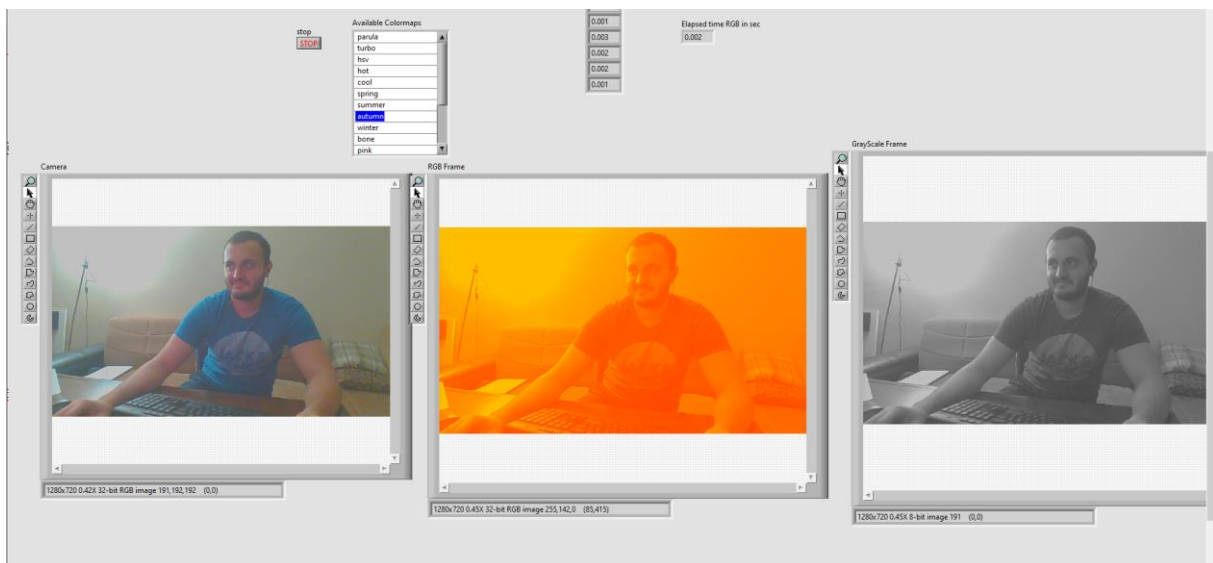 stop
STOP
Available Colormaps
parula
turbo
hsv
hot
cool
spring
summer
autumn
winter
bone
pink
0.001
0.003
0.002
0.002
0.001
Elapsed time RGB in sec
0.002
Camera
1280x720 0.42X 32-bit RGB image 191,192,192 (0,0)
RGB Frame
1280x720 0.45X 32-bit RGB image 255,142,0 (85,415)
GrayScale Frame
1280x720 0.45X 8-bit image 191 (0,0)